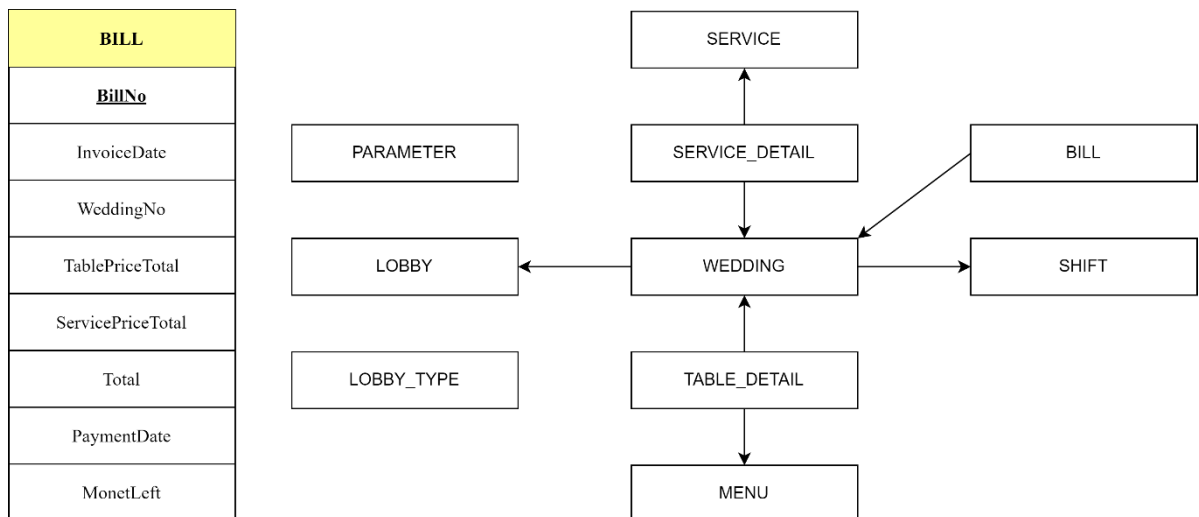 BILL
BillNo
InvoiceDate
WeddingNo
TablePriceTotal
ServicePriceTotal
Total
PaymentDate
MonetLeft
SERVICE
PARAMETER
SERVICE_DETAIL
BILL
LOBBY
WEDDING
SHIFT
LOBBY_TYPE
TABLE_DETAIL
MENU